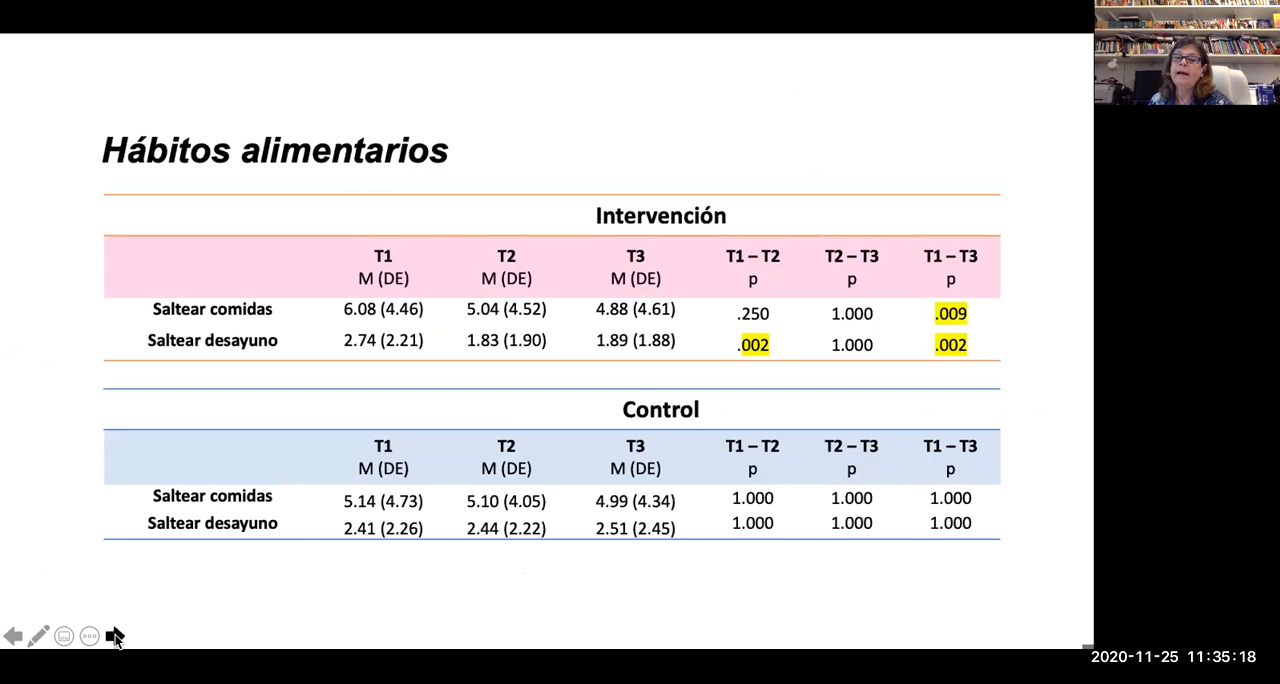 Hábitos alimentarios
Intervención
T1 T2 T3 T1 – T2 T2 – T3 T1 – T3
M (DE) M (DE) M (DE) p p p
Saltear comidas 6.08 (4.46) 5.04 (4.52) 4.88 (4.61) .250 1.000 .009
Saltear desayuno 2.74 (2.21) 1.83 (1.90) 1.89 (1.88) .002 1.000 .002
Control
T1 T2 T3 T1 – T2 T2 – T3 T1 – T3
M (DE) M (DE) M (DE) p p p
Saltear comidas 5.14 (4.73) 5.10 (4.05) 4.99 (4.34) 1.000 1.000 1.000
Saltear desayuno 2.41 (2.26) 2.44 (2.22) 2.51 (2.45) 1.000 1.000 1.000
2020-11-25 11:35:18